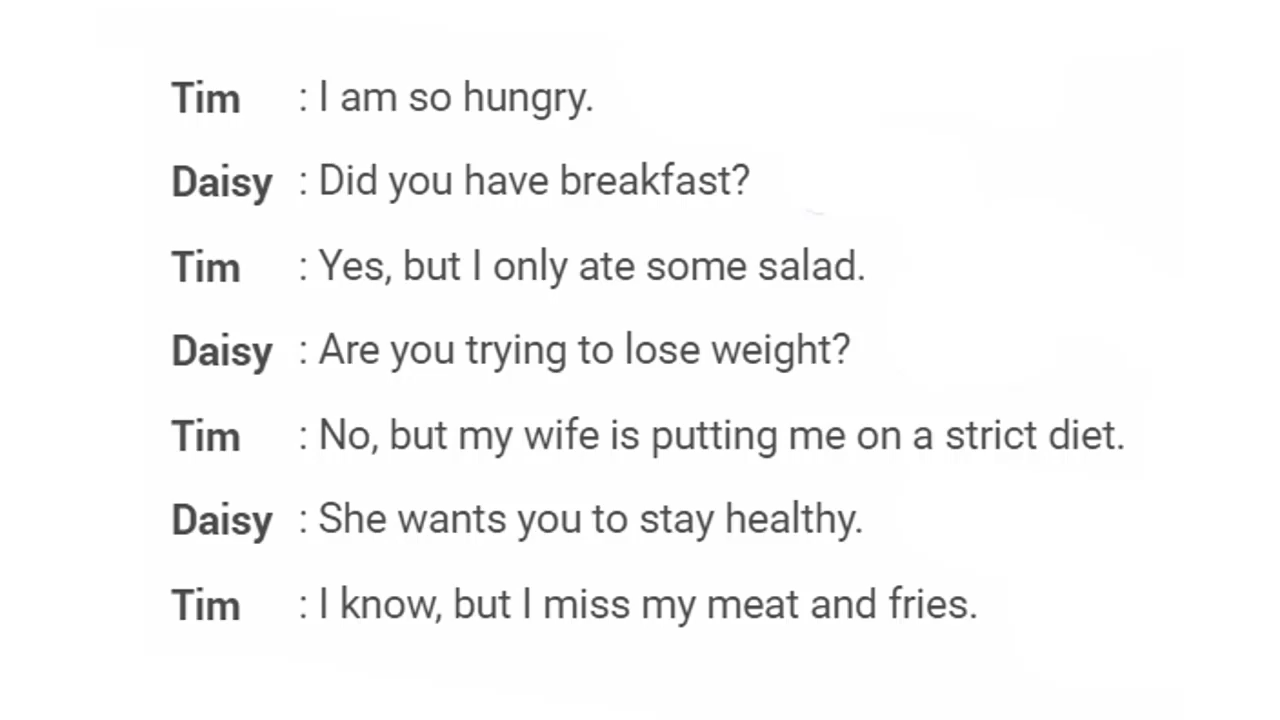 Tim : I am so hungry.
Daisy : Did you have breakfast?
Tim : Yes, but I only ate some salad.
Daisy : Are you trying to lose weight?
Tim : No, but my wife is putting me on a strict diet.
Daisy : She wants you to stay healthy.
Tim : I know, but I miss my meat and fries.